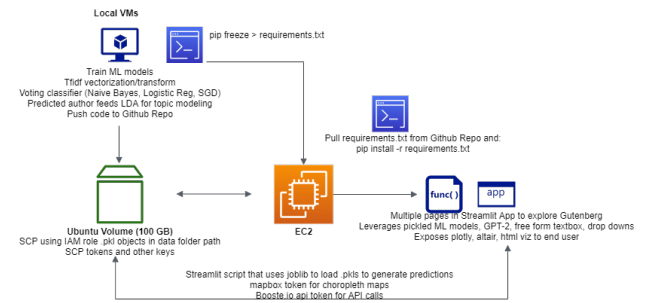 Local VMs
pip freeze > requirements.txt
Train ML models
Tfidf vectorization/transform
Voting classifier (Naive Bayes, Logistic Reg, SGD)
Predicted author feeds LDA for topic modeling
Push code to Github Repo
Pull requirements.txt from Github Repo and:
pip install -r requirements.txt
func( )
app
Ubuntu Volume (100 GB)
SCP using IAM role .pkl objects in data folder path
SCP tokens and other keys
EC2
Multiple pages in Streamlit App to explore Gutenberg
Leverages pickled ML models, GPT-2, free form textbox, drop downs
Exposes plotly, altair, html viz to end user
Streamlit script that uses joblib to load .pkls to generate predictions
mapbox token for choropleth maps
Booste.io api token for API calls